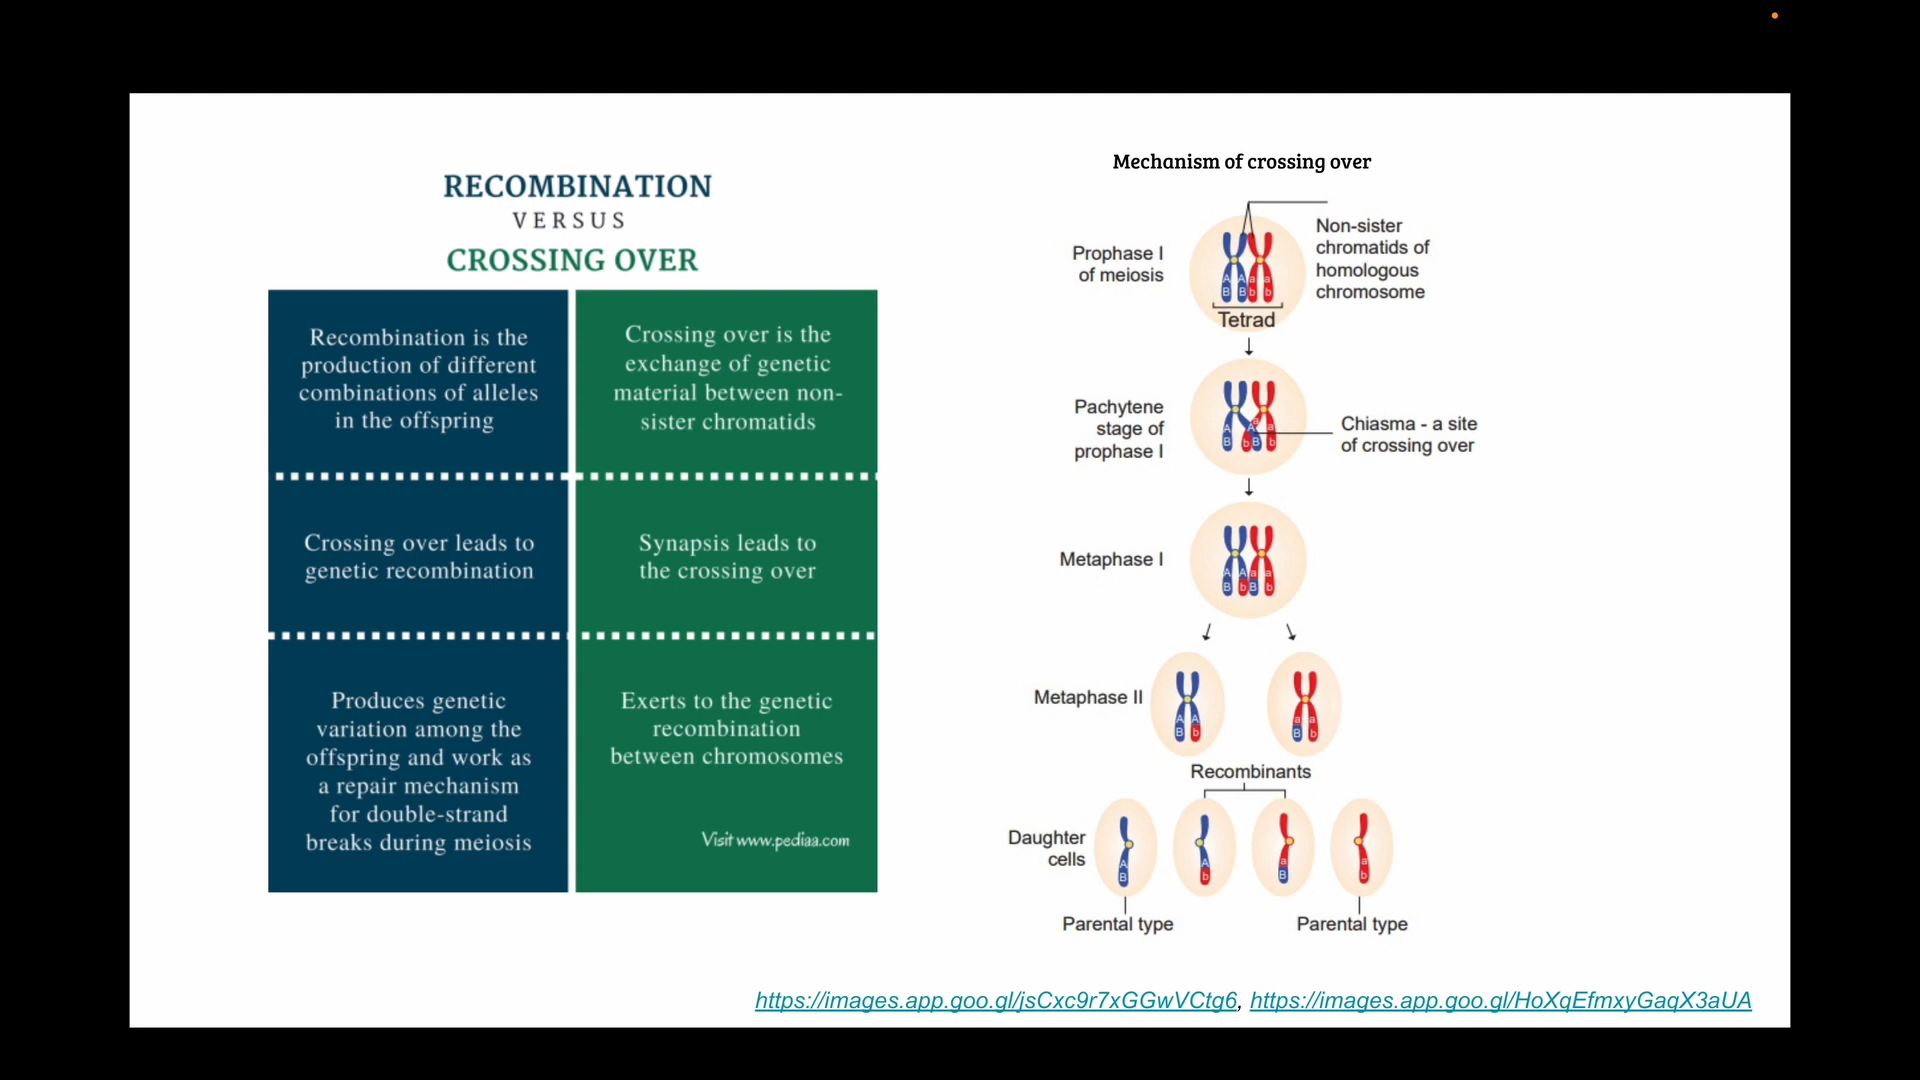 RECOMBINATION
VERSUS
CROSSING OVER
Recombination is the
production of different
combinations of alleles
in the offspring
Crossing over is the
exchange of genetic
material between non-
sister chromatids
Crossing over leads to
genetic recombination
Synapsis leads to
the crossing over
Produces genetic
variation among the
offspring and work as
a repair mechanism
for double-strand
breaks during meiosis
Exerts to the genetic
recombination
between chromosomes
Visit www.pediaa.com
Mechanism of crossing over
Prophase I
of meiosis
Non-sister
chromatids of
homologous
chromosome
A A a a
B B b b
Tetrad
Pachytene
stage of
prophase I
A A a a
B b B b
Chiasma - a site
of crossing over
Metaphase I
A A a a
B b B b
Metaphase II
A A a a
B b B b
Recombinants
Daughter
cells
A A a a
B b B b
Parental type Parental type
https://images.app.goo.gl/jsCxc9r7xGGwVCtg6, https://images.app.goo.gl/HoXqEfmxyGaqX3aUA